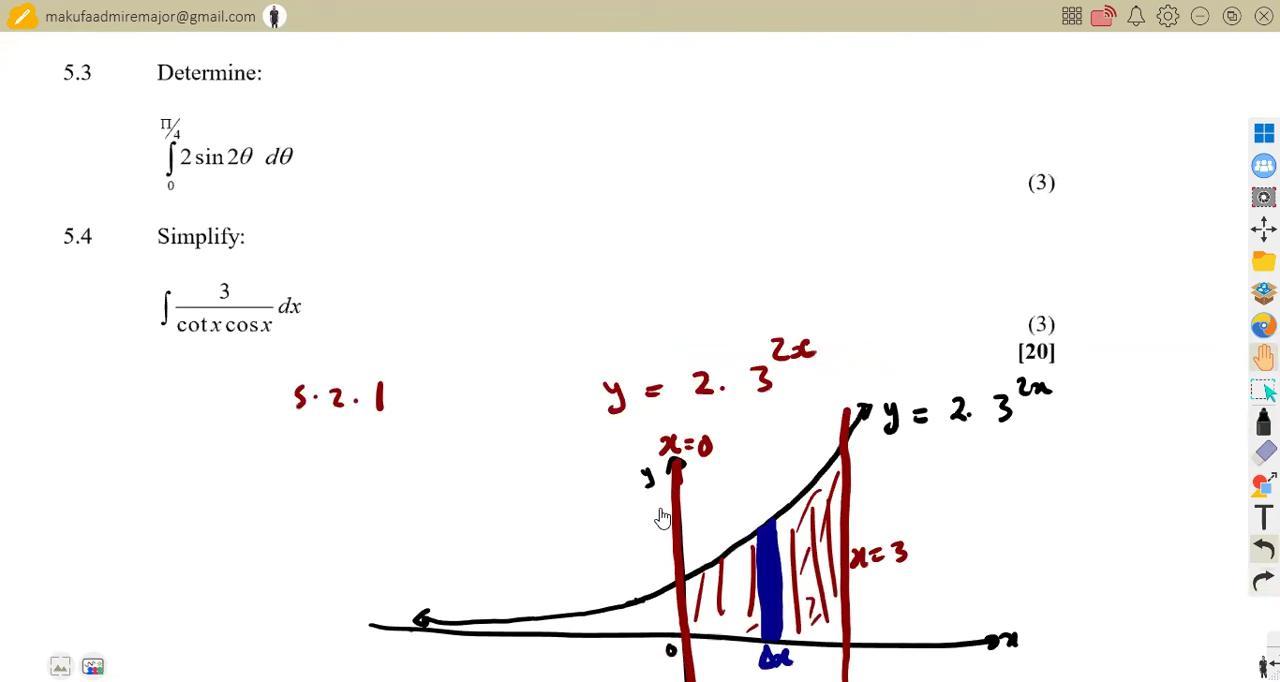 makufaadmiremajor@gmail.com
5.3 Determine:
∫₀^(Π/4) 2 sin 2θ dθ
(3)
5.4 Simplify:
∫ 3/(cot x cos x) dx
(3)
[20]
5.2.1
y = 2.3^(2x)
y = 2.3^(2x)
x=0
y
x=3
0
Δx
x